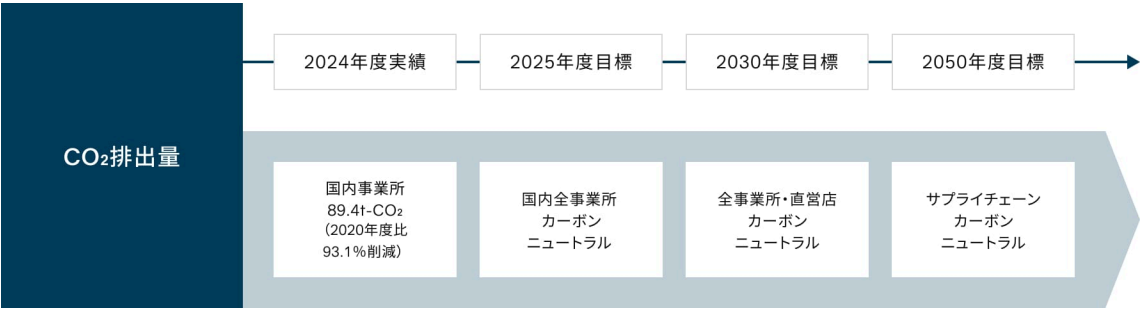 CO₂排出量
2024年度実績
2025年度目標
2030年度目標
2050年度目標
国内事業所
89.4t-CO₂
（2020年度比
93.1％削減）
国内全事業所
カーボン
ニュートラル
全事業所・直営店
カーボン
ニュートラル
サプライチェーン
カーボン
ニュートラル